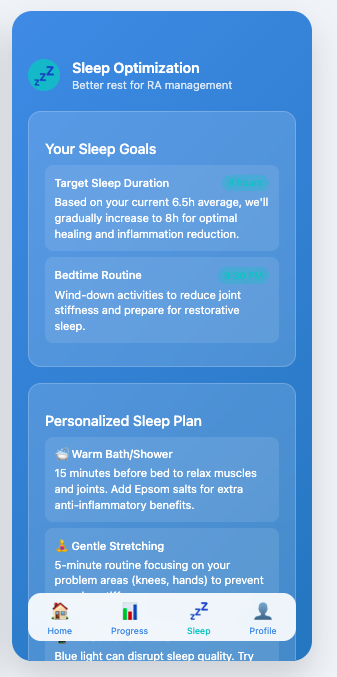 Sleep Optimization
Better rest for RA management
Your Sleep Goals
Target Sleep Duration
Based on your current 6.5h average, we'll
gradually increase to 8h for optimal
healing and inflammation reduction.
Bedtime Routine
Wind-down activities to reduce joint
stiffness and prepare for restorative
sleep.
Personalized Sleep Plan
Warm Bath/Shower
15 minutes before bed to relax muscles
and joints. Add Epsom salts for extra
anti-inflammatory benefits.
Gentle Stretching
5-minute routine focusing on your
problem areas (knees, hands) to prevent
Home
Progress
Sleep
Profile
Blue light can disrupt sleep quality. Try